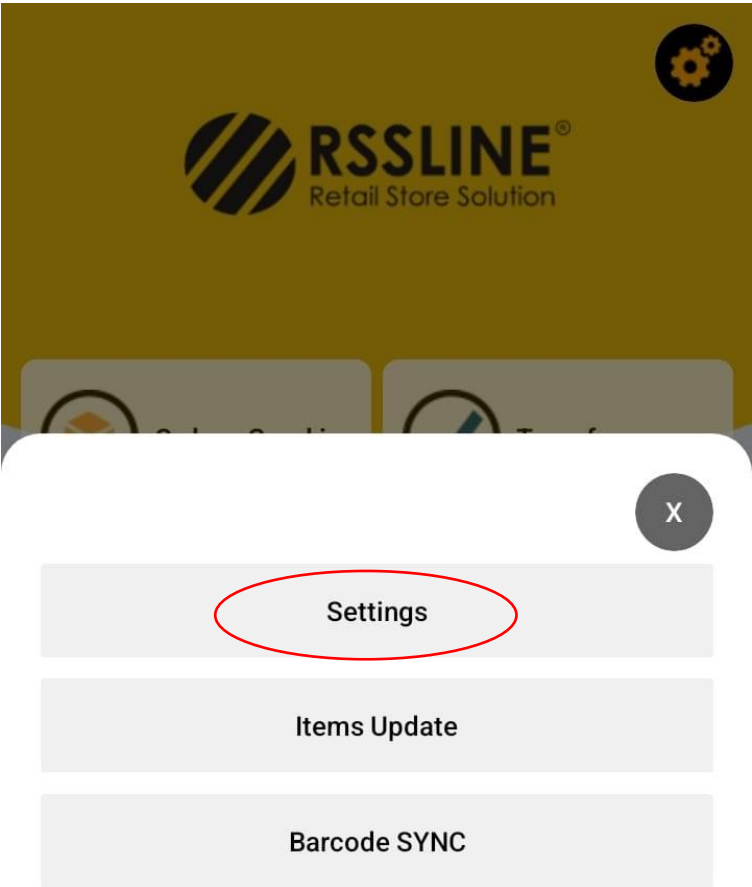 RSSLINE®
Retail Store Solution
X
Settings
Items Update
Barcode SYNC